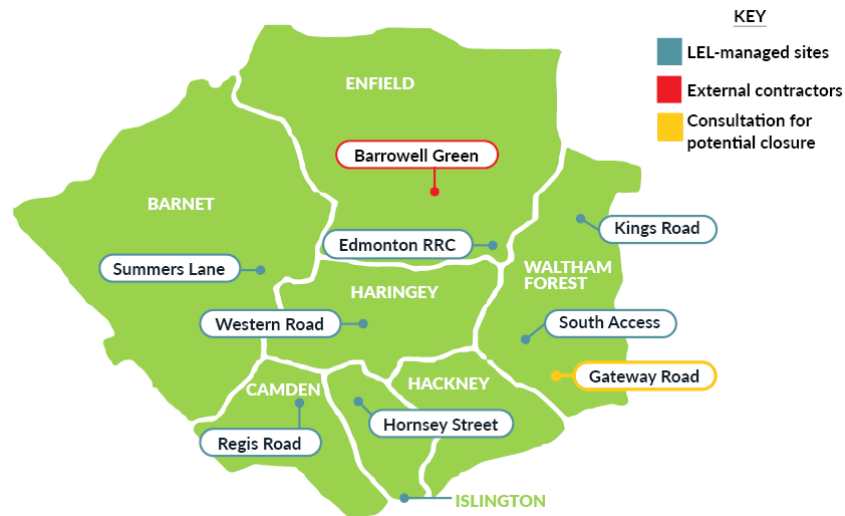 KEY
LEL-managed sites
External contractors
Consultation for
potential closure
ENFIELD
Barrowell Green
BARNET
Kings Road
Edmonton RRC
Summers Lane
WALTHAM
FOREST
HARINGEY
Western Road
South Access
HACKNEY
Gateway Road
CAMDEN
Hornsey Street
Regis Road
ISLINGTON